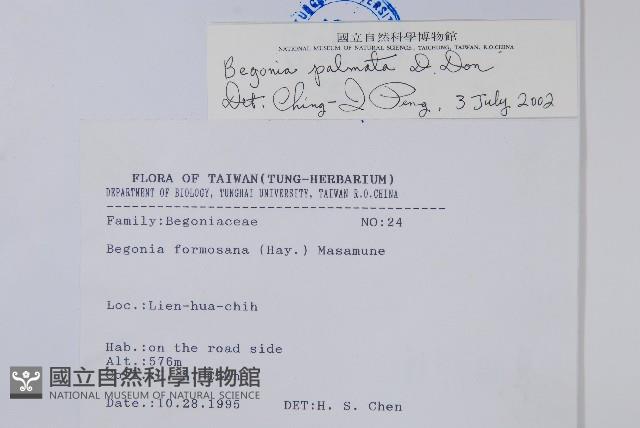 國立自然科學博物館
NATIONAL MUSEUM OF NATURAL SCIENCE, TAICHUNG, TAIWAN, R.O.CHINA
Begonia palmata D. Don
Det. Ching-I Peng, 3 July 2002
FLORA OF TAIWAN(TUNG-HERBARIUM)
DEPARTMENT OF BIOLOGY, TUNGHAI UNIVERSITY, TAIWAN R.O.CHINA
Family:Begoniaceae NO:24
Begonia formosana (Hay.) Masamune
Loc.:Lien-hua-chih
Hab.:on the road side
Alt.:576m
國立自然科學博物館
NATIONAL MUSEUM OF NATURAL SCIENCE
Date.:10.28.1995 DET:H. S. Chen